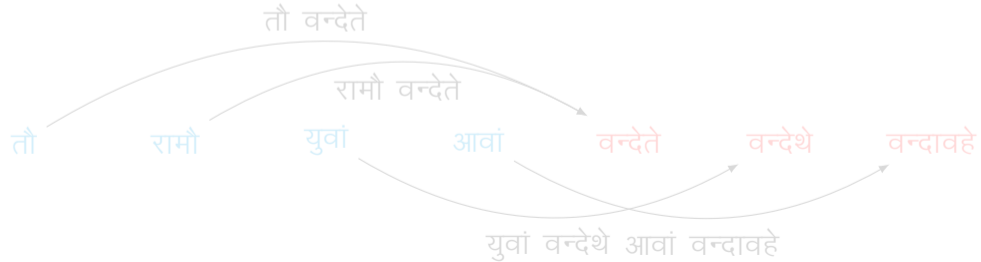 तौ वन्देते
रामौ वन्देते
तौ रामौ युवां आवां वन्देते वन्देथे वन्दावहे
युवां वन्देथे आवां वन्दावहे